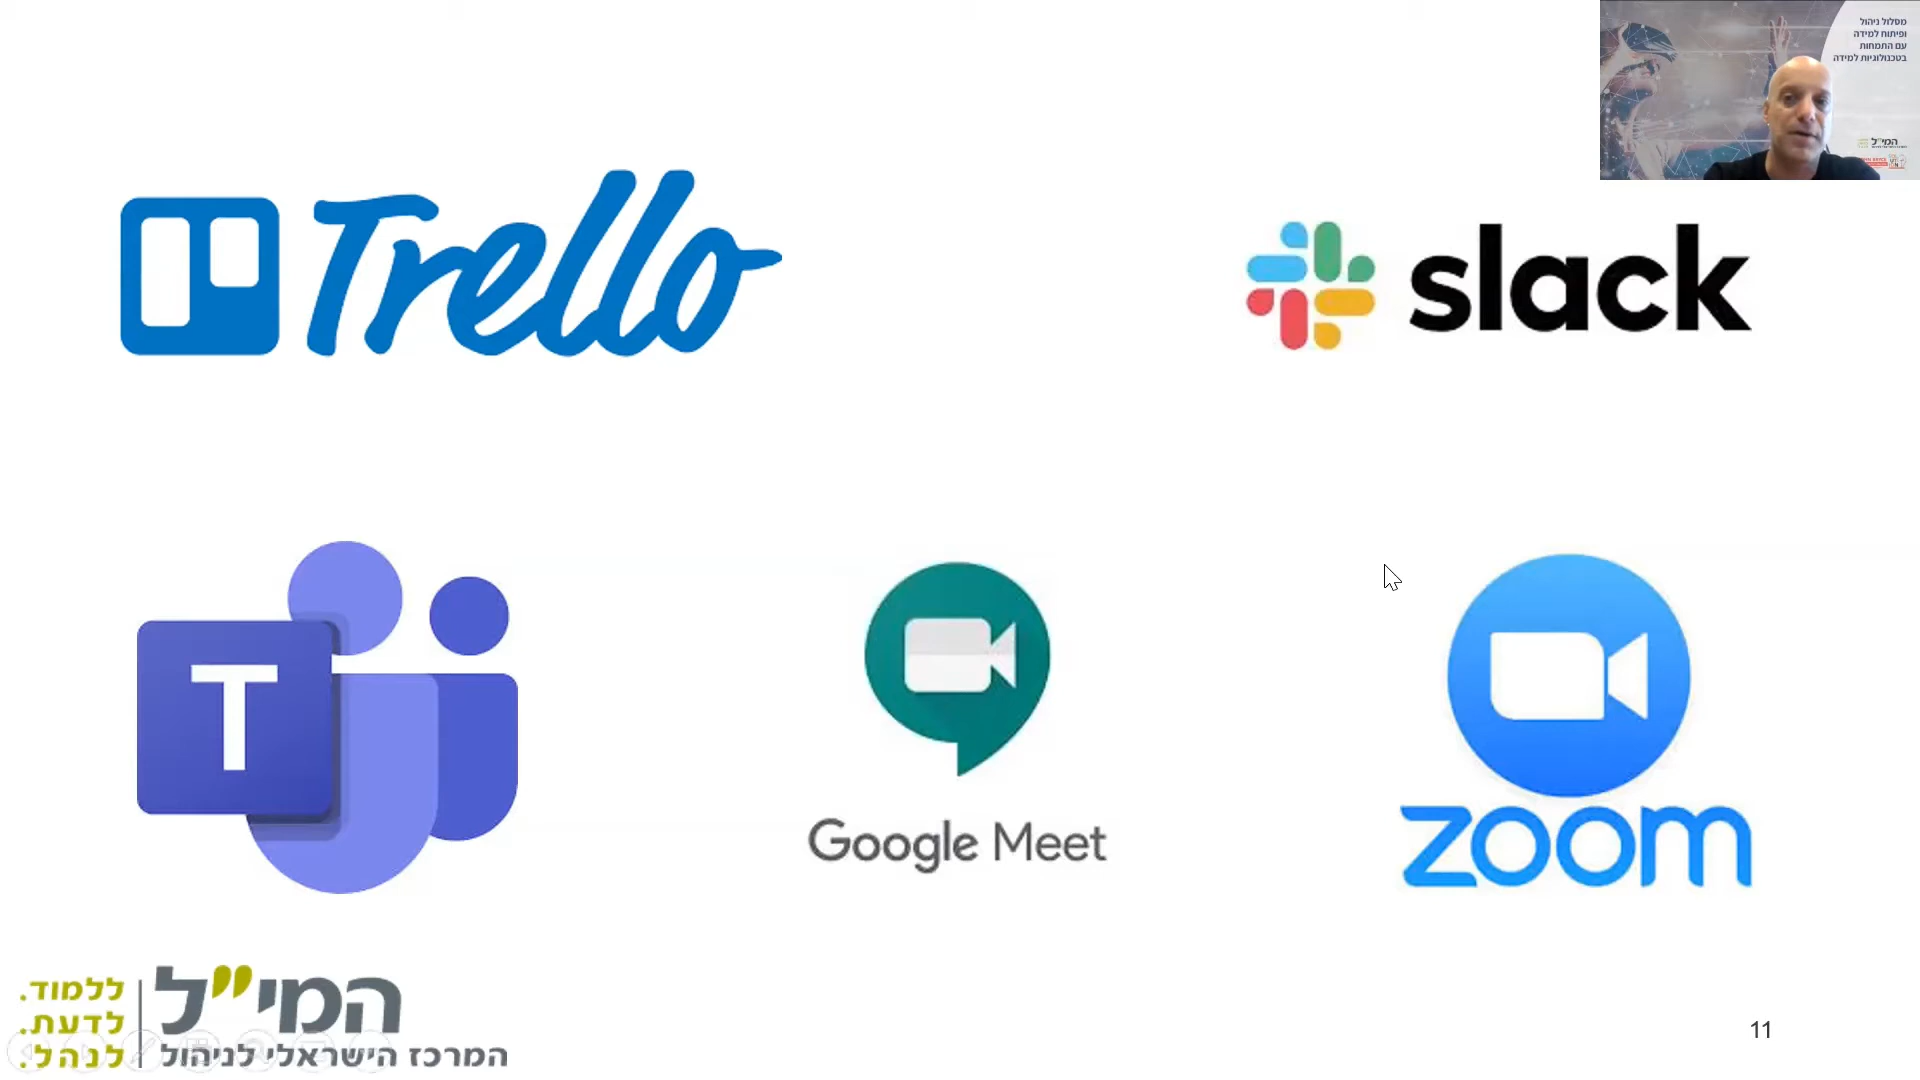 מסלול ניהול
ופיתוח למידה
עם התמחות
בטכנולוגיות למידה
המי"ל
Trello
slack
T
Google Meet
zoom
המי"ל
המרכז הישראלי לניהול
ללמוד.
לדעת.
לנהל.
11